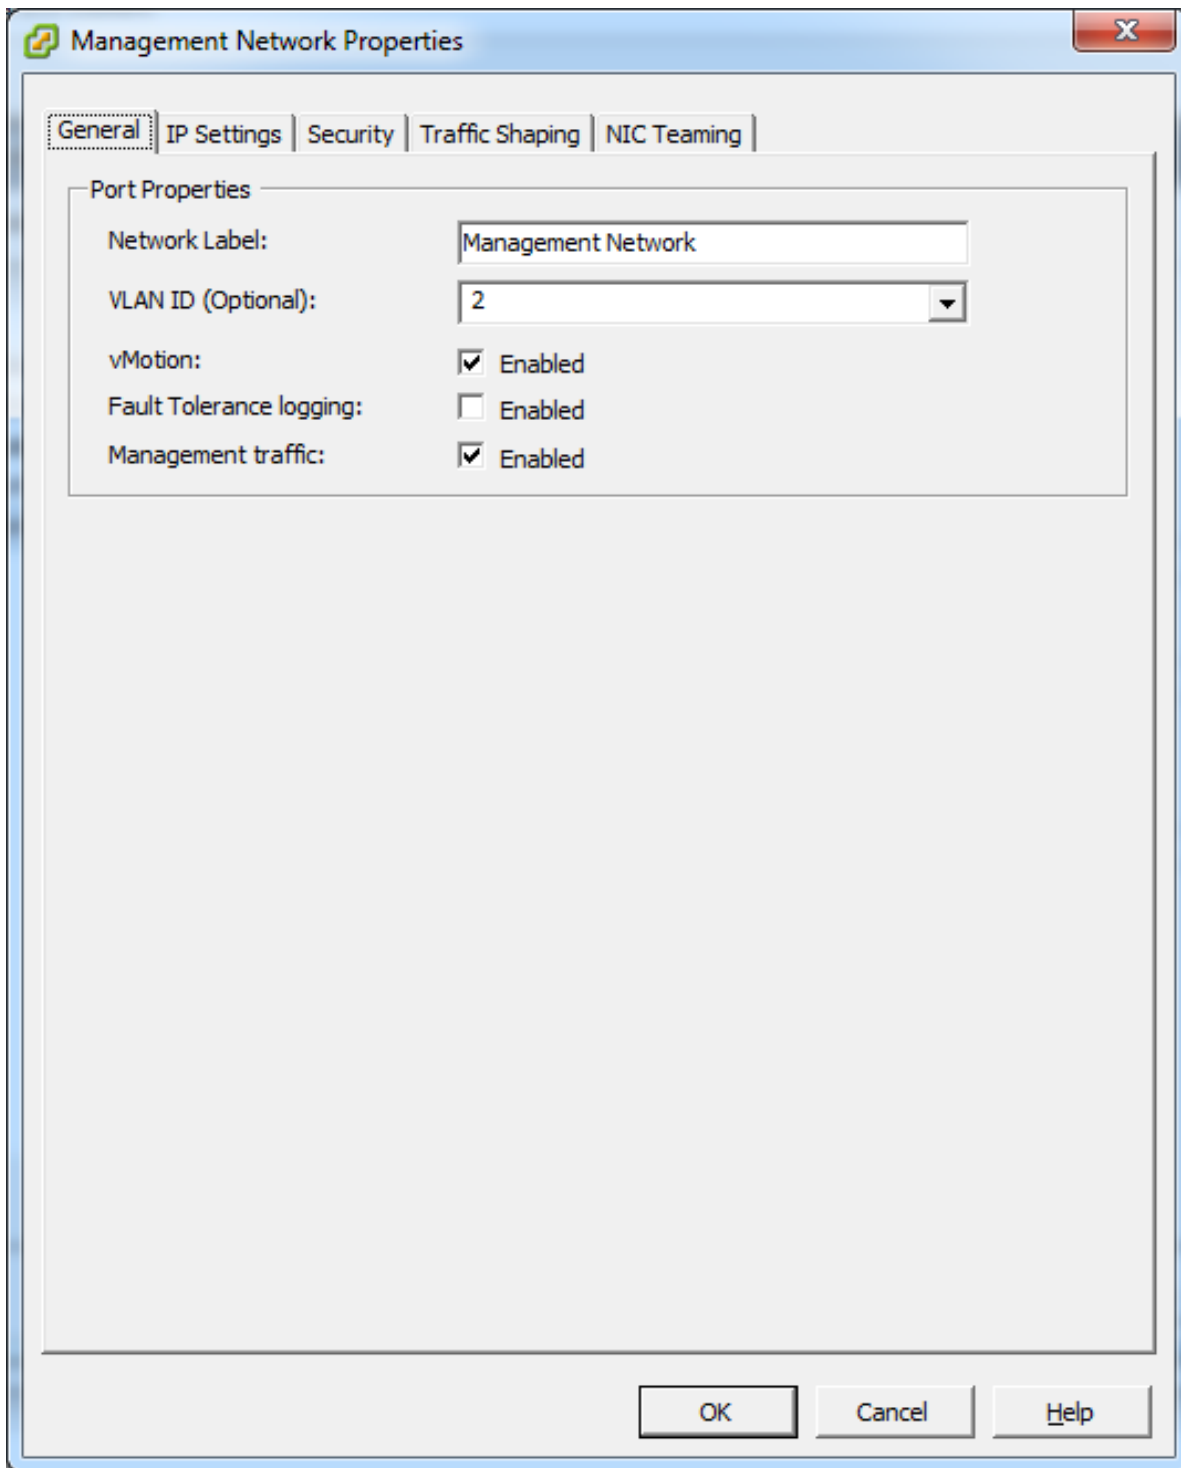 Management Network Properties
General IP Settings Security Traffic Shaping NIC Teaming
Port Properties
Network Label: Management Network
VLAN ID (Optional): 2
vMotion: Enabled
Fault Tolerance logging: Enabled
Management traffic: Enabled
OK Cancel Help